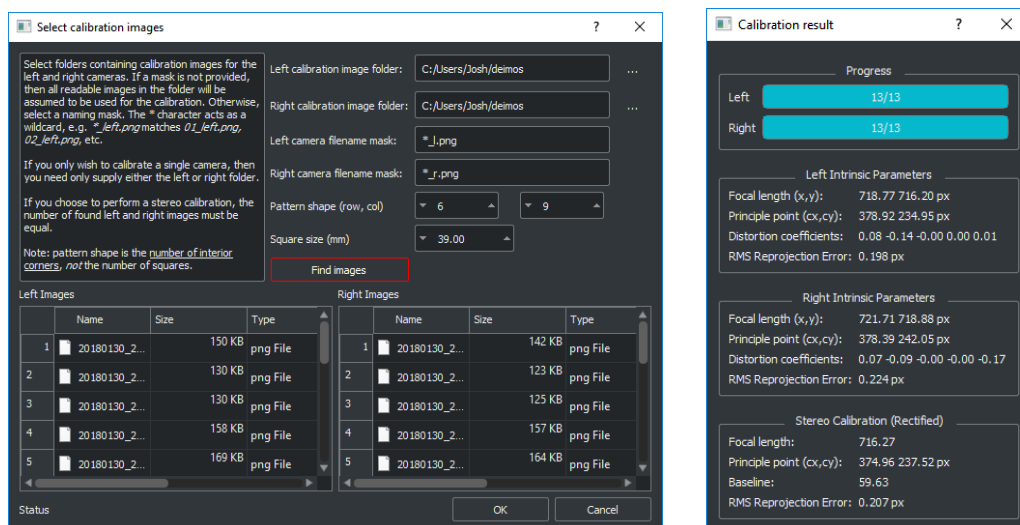 Select calibration images
?
Select folders containing calibration images for the
left and right cameras. If a mask is not provided,
then all readable images in the folder will be
assumed to be used for the calibration. Otherwise,
select a naming mask. The * character acts as a
wildcard, e.g. *_left.png matches 01_left.png,
02_left.png, etc.
If you only wish to calibrate a single camera, then
you need only supply either the left or right folder.
If you choose to perform a stereo calibration, the
number of found left and right images must be
equal.
Note: pattern shape is the number of interior
corners, not the number of squares.
Left calibration image folder: C:/Users/Josh/deimos ...
Right calibration image folder: C:/Users/Josh/deimos ...
Left camera filename mask: *_l.png
Right camera filename mask: *_r.png
Pattern shape (row, col) 6 9
Square size (mm) 39.00
Find images
Left Images
Name Size Type
1 20180130_2... 150 KB png File
2 20180130_2... 130 KB png File
3 20180130_2... 130 KB png File
4 20180130_2... 158 KB png File
5 20180130_2... 169 KB png File
Right Images
Name Size Type
1 20180130_2... 142 KB png File
2 20180130_2... 123 KB png File
3 20180130_2... 125 KB png File
4 20180130_2... 157 KB png File
5 20180130_2... 164 KB png File
Status
OK
Cancel
Calibration result
?
Progress
Left 13/13
Right 13/13
Left Intrinsic Parameters
Focal length (x,y): 718.77 716.20 px
Principle point (cx,cy): 378.92 234.95 px
Distortion coefficients: 0.08 -0.14 -0.00 0.00 0.01
RMS Reprojection Error: 0.198 px
Right Intrinsic Parameters
Focal length (x,y): 721.71 718.88 px
Principle point (cx,cy): 378.39 242.05 px
Distortion coefficients: 0.07 -0.09 -0.00 -0.00 -0.17
RMS Reprojection Error: 0.224 px
Stereo Calibration (Rectified)
Focal length: 716.27
Principle point (cx,cy): 374.96 237.52 px
Baseline: 59.63
RMS Reprojection Error: 0.207 px